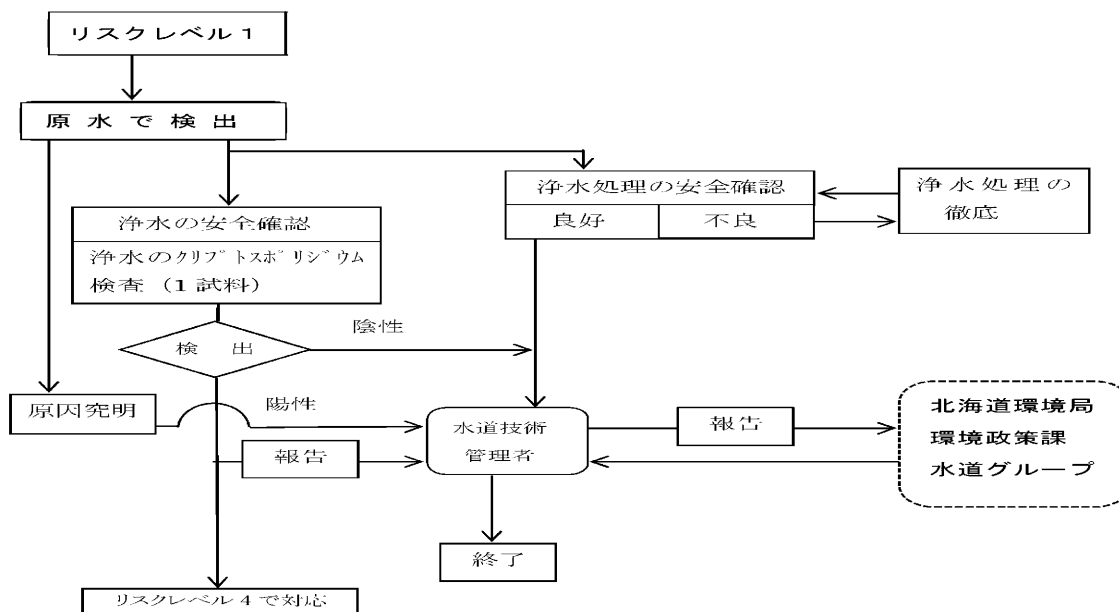 リスクレベル１
原水で検出
浄水処理の安全確認
良好
不良
浄水処理の
徹底
浄水の安全確認
浄水のｸﾘﾌﾟﾄｽﾎﾟﾘｼﾞｳﾑ
検査（１試料）
検　出
陰性
原因究明
陽性
報告
水道技術
管理者
報告
北海道環境局
環境政策課
水道グループ
終了
リスクレベル４で対応